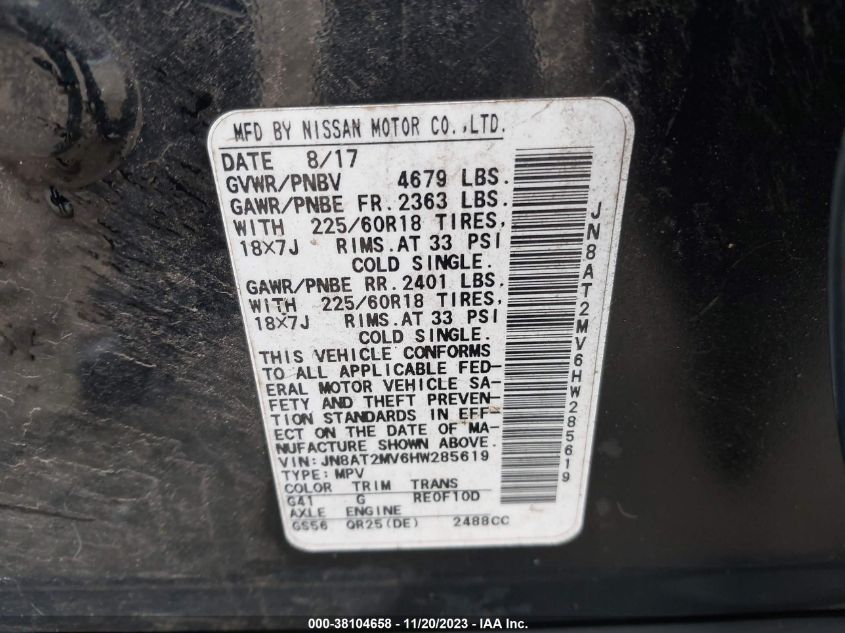 MFD BY NISSAN MOTOR CO.,LTD.
DATE 8/17
GVWR/PNBV 4679 LBS.
GAWR/PNBE FR. 2363 LBS.
WITH 225/60R18 TIRES,
18X7J RIMS. AT 33 PSI
COLD SINGLE.
GAWR/PNBE RR. 2401 LBS.
WITH 225/60R18 TIRES,
18X7J RIMS. AT 33 PSI
COLD SINGLE.
THIS VEHICLE CONFORMS
TO ALL APPLICABLE FED-
ERAL MOTOR VEHICLE SA-
FETY AND THEFT PREVEN-
TION STANDARDS IN EFF-
ECT ON THE DATE OF MA-
NUFACTURE SHOWN ABOVE.
VIN: JN8AT2MV6HW285619
TYPE: MPV
COLOR TRIM TRANS
G41 G RE0F10D
AXLE ENGINE
GS56 QR25(DE) 2488CC
JN8AT2MV6HW285619
000-38104658 - 11/20/2023 - Copyright IAA, Inc.